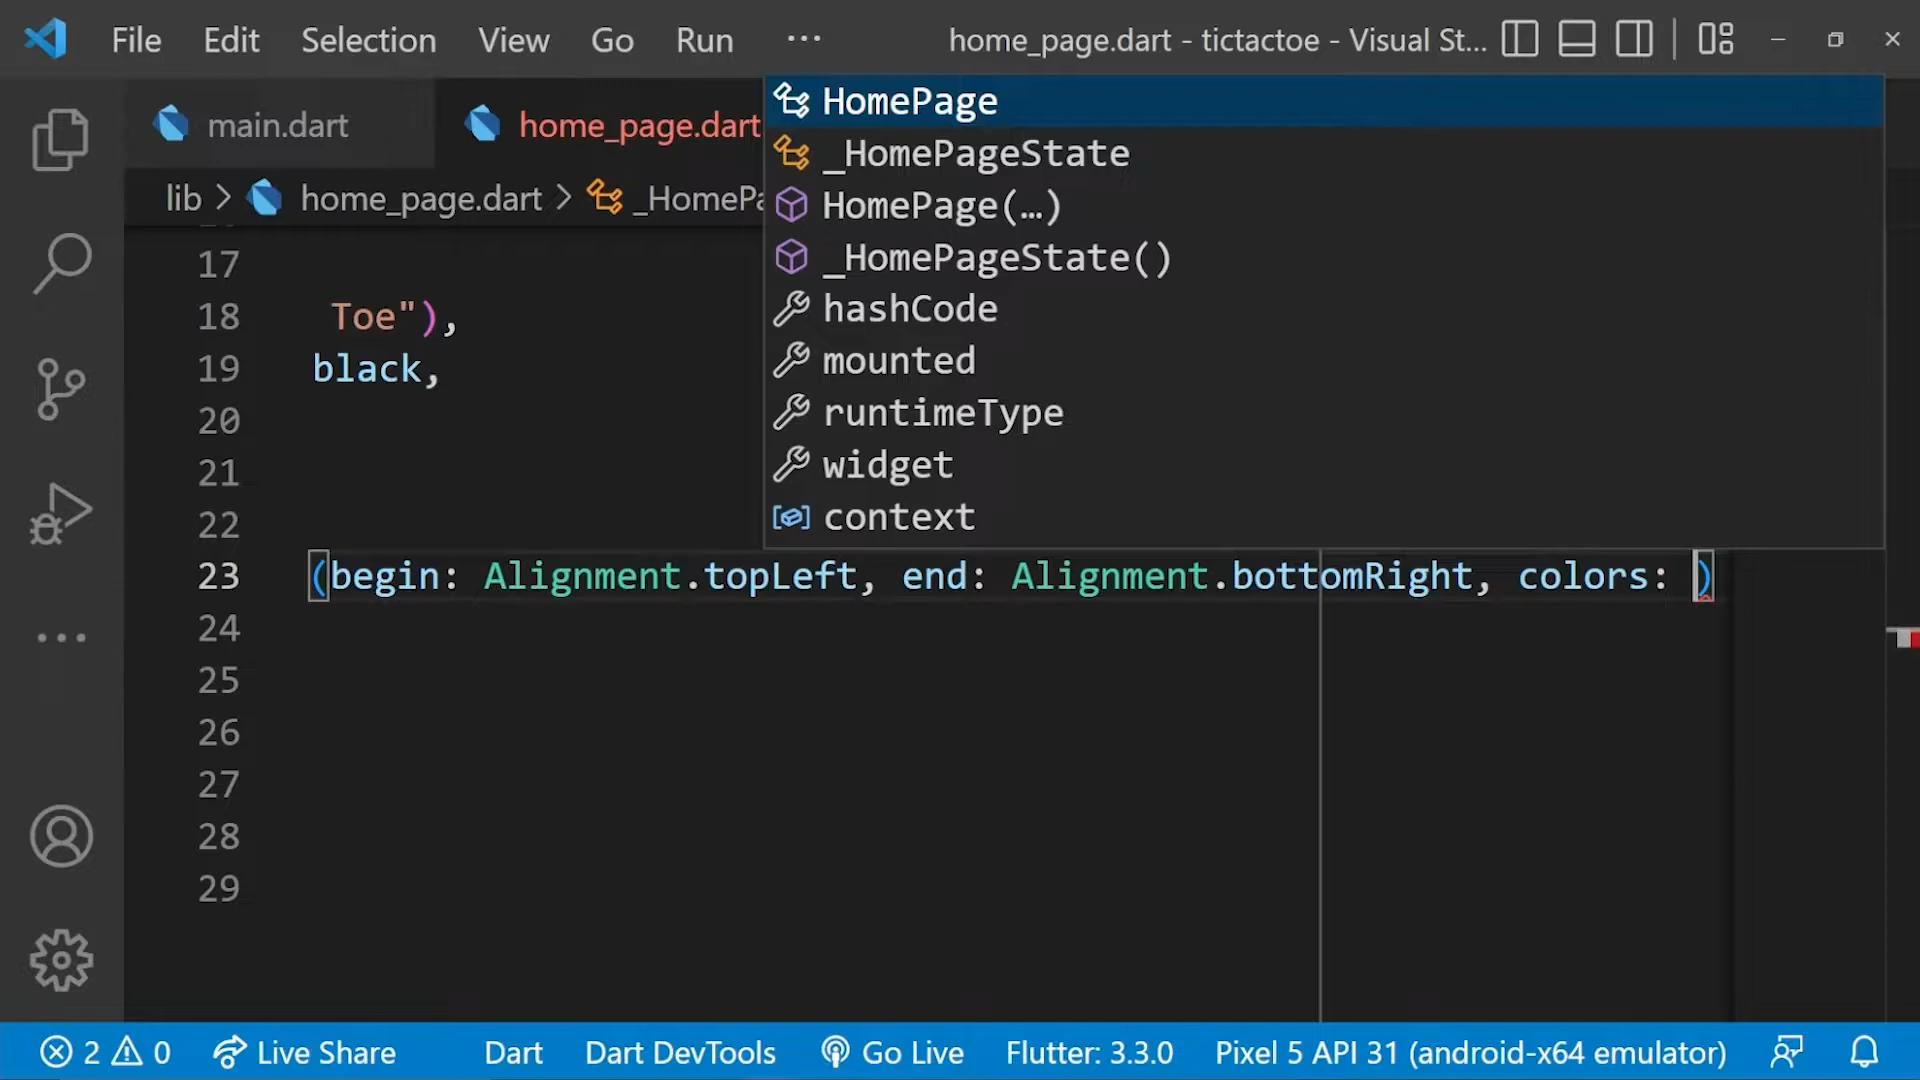 File Edit Selection View Go Run ··· home_page.dart - tictactoe - Visual St...
main.dart home_page.dart
lib > home_page.dart > _HomePa
HomePage
_HomePageState
HomePage(…)
_HomePageState()
hashCode
mounted
runtimeType
widget
context
17
18 Toe"),
19 black,
20
21
22
23 (begin: Alignment.topLeft, end: Alignment.bottomRight, colors: )
24
25
26
27
28
29
2 0 Live Share Dart Dart DevTools Go Live Flutter: 3.3.0 Pixel 5 API 31 (android-x64 emulator)